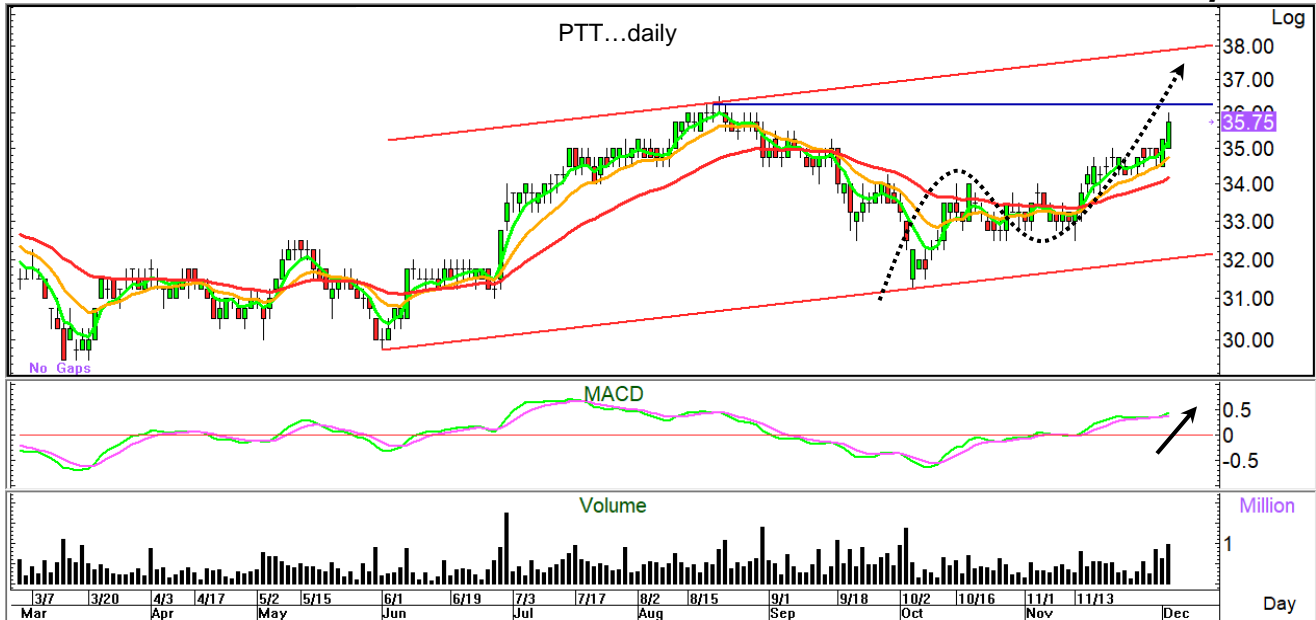 PTT…daily
Log
38.00
37.00
36.00
35.75
35.00
34.00
33.00
32.00
31.00
30.00
No Gaps
MACD
0.5
0
-0.5
Volume
Million
1
3/7 3/20 4/3 4/17 5/2 5/15 6/1 6/19 7/3 7/17 8/2 8/15 9/1 9/18 10/2 10/16 11/1 11/13
Mar Apr May Jun Jul Aug Sep Oct Nov Dec
Day